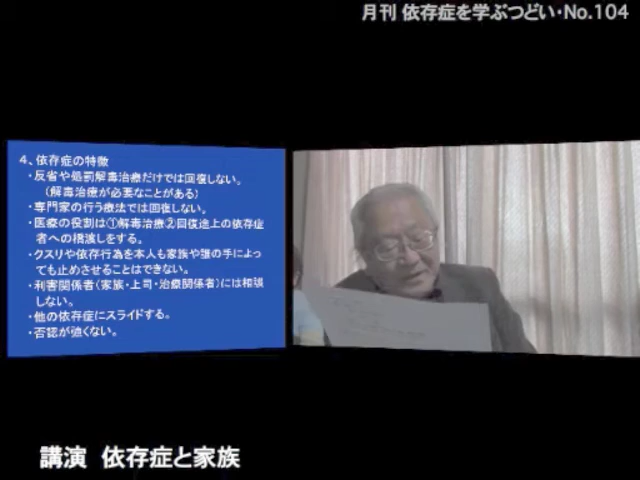 月刊 依存症を学ぶつどい・No.104
4、依存症の特徴
・反省や処罰解毒治療だけでは回復しない。
（解毒治療が必要なことがある）
・専門家の行う療法では回復しない。
・医療の役割は①解毒治療②回復途上の依存症
者への橋渡しをする。
・クスリや依存行為を本人も家族や誰の手によっ
ても止めさせることはできない。
・利害関係者（家族・上司・治療関係者）には相談
しない。
・他の依存症にスライドする。
・否認が強くない。
講演 依存症と家族